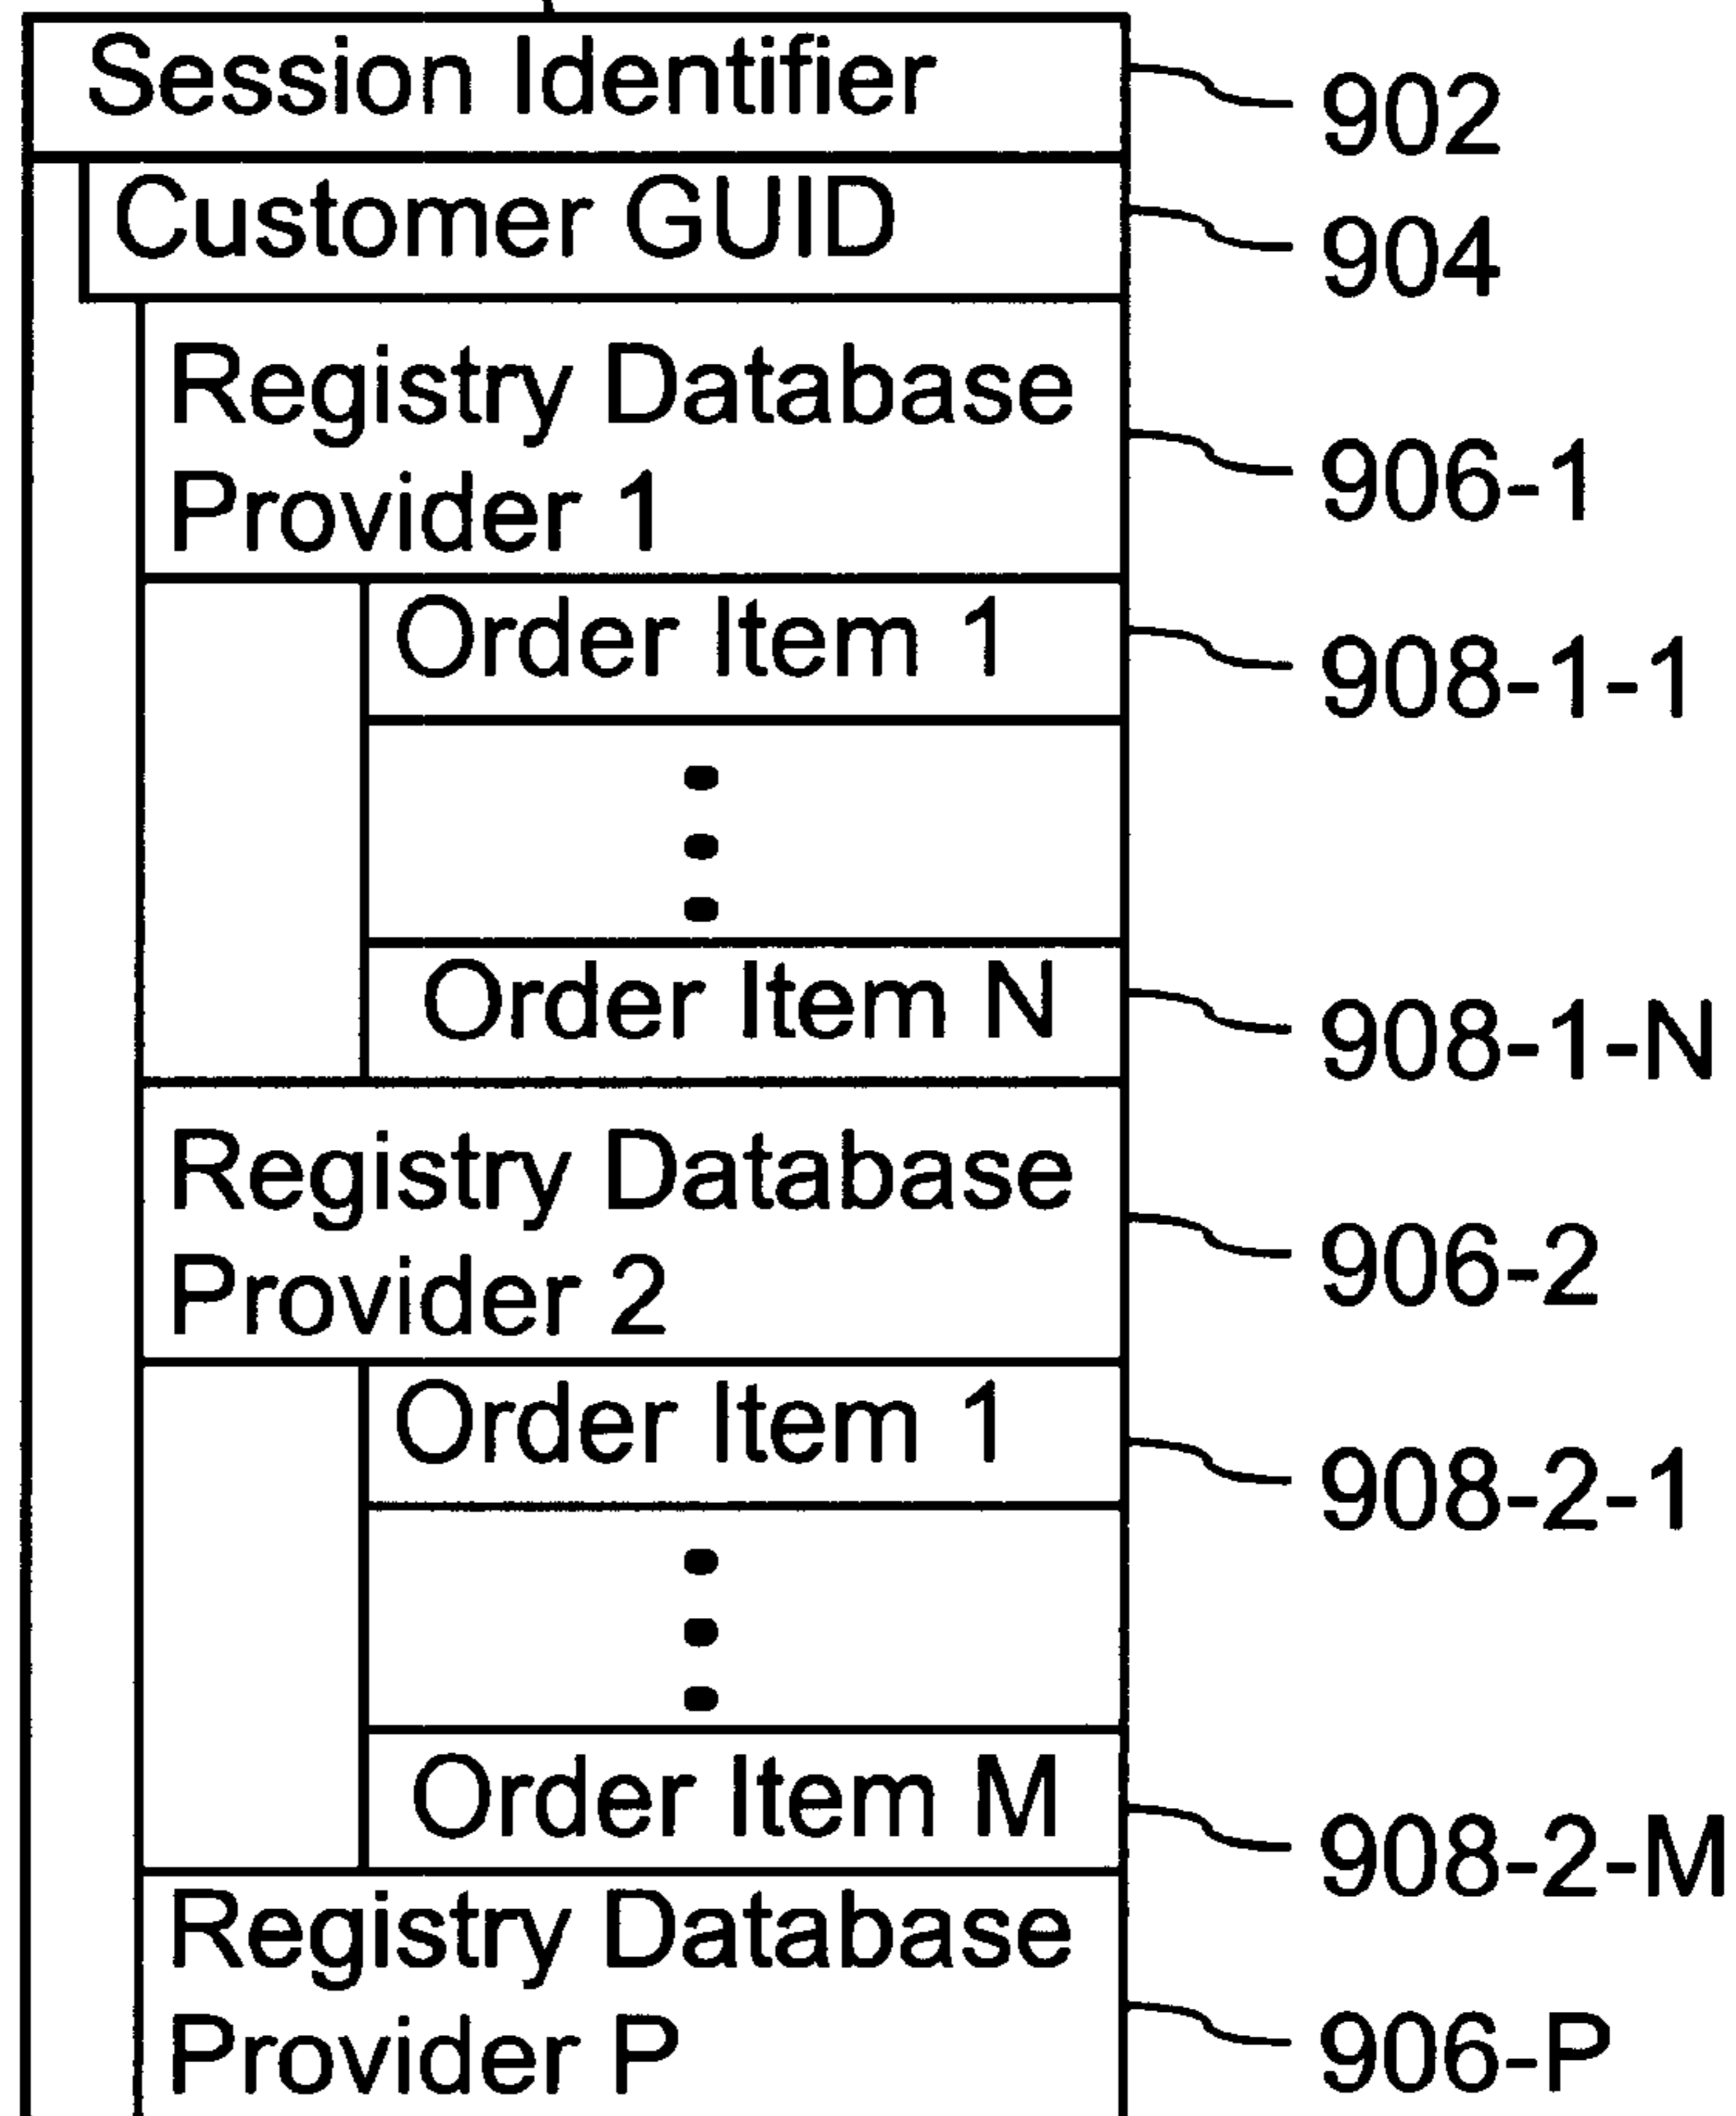 Session Identifier 902
Customer GUID 904
Registry Database
Provider 1 906-1
Order Item 1 908-1-1
Order Item N 908-1-N
Registry Database
Provider 2 906-2
Order Item 1 908-2-1
Order Item M 908-2-M
Registry Database
Provider P 906-P